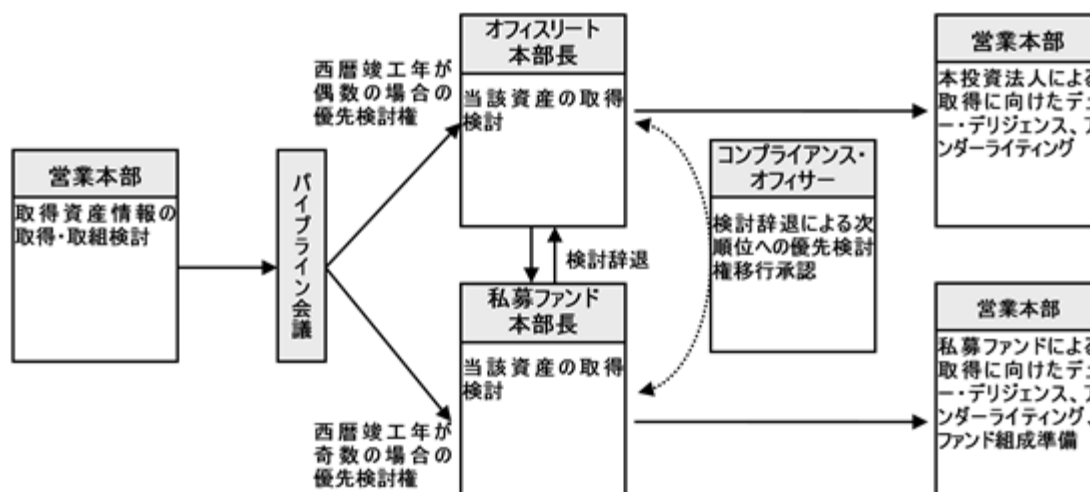 営業本部
取得資産情報の
取得・取組検討
パイプライン会議
西暦竣工年が
偶数の場合の
優先検討権
西暦竣工年が
奇数の場合の
優先検討権
オフィスリート
本部長
当該資産の取得
検討
検討辞退
私募ファンド
本部長
当該資産の取得
検討
コンプライアンス・
オフィサー
検討辞退による次
順位への優先検討
権移行承認
営業本部
本投資法人による
取得に向けたデュ
ー・デリジェンス、ア
ンダーライティング
営業本部
私募ファンドによる
取得に向けたデュ
ー・デリジェンス、ア
ンダーライティング、
ファンド組成準備